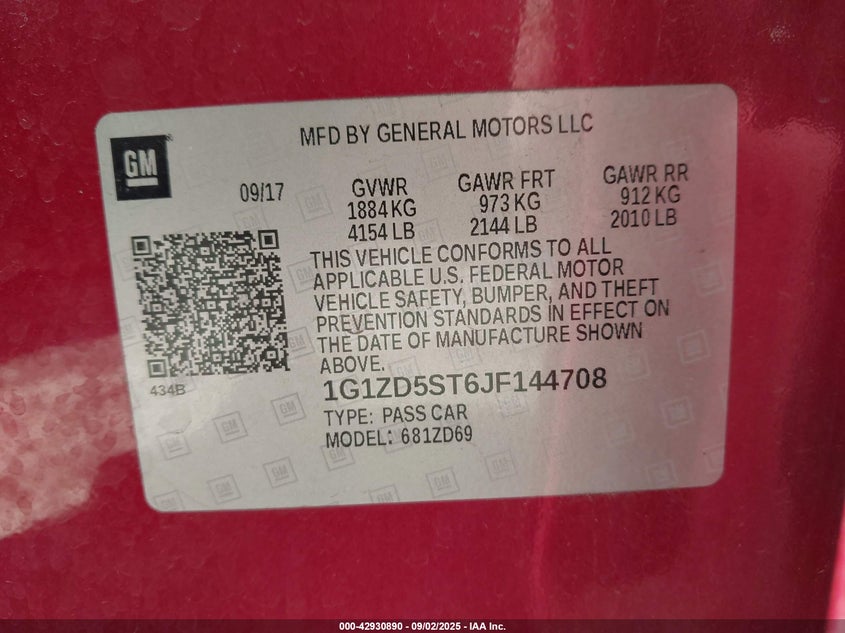 MFD BY GENERAL MOTORS LLC
GM
09/17
GVWR
1884 KG
4154 LB
GAWR FRT
973 KG
2144 LB
GAWR RR
912 KG
2010 LB
THIS VEHICLE CONFORMS TO ALL
APPLICABLE U.S. FEDERAL MOTOR
VEHICLE SAFETY, BUMPER, AND THEFT
PREVENTION STANDARDS IN EFFECT ON
THE DATE OF MANUFACTURE SHOWN
ABOVE.
434B
1G1ZD5ST6JF144708
TYPE: PASS CAR
MODEL: 681ZD69
000-42930890 - 09/02/2025 - IAA Inc.